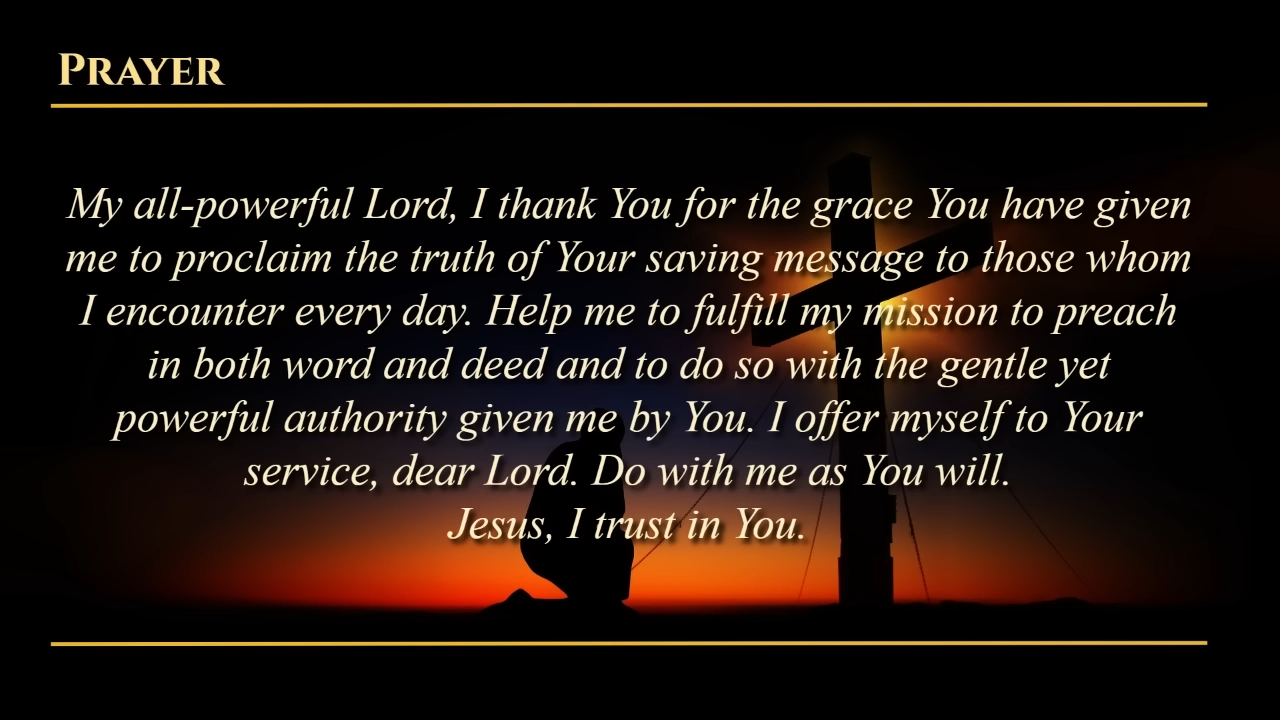 PRAYER
My all-powerful Lord, I thank You for the grace You have given
me to proclaim the truth of Your saving message to those whom
I encounter every day. Help me to fulfill my mission to preach
in both word and deed and to do so with the gentle yet
powerful authority given me by You. I offer myself to Your
service, dear Lord. Do with me as You will.
Jesus, I trust in You.